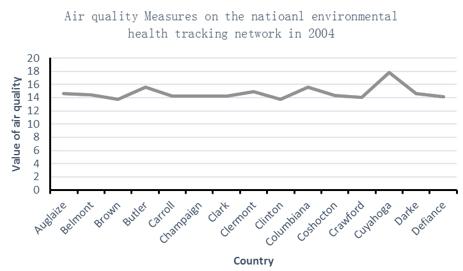 Air quality Measures on the natioanl environmental
health tracking network in 2004
Value of air quality
20
18
16
14
12
10
8
6
4
2
0
Auglaize
Belmont
Brown
Butler
Carroll
Champaign
Clark
Clermont
Clinton
Columbiana
Coshocton
Crawford
Cuyahoga
Darke
Defiance
Country